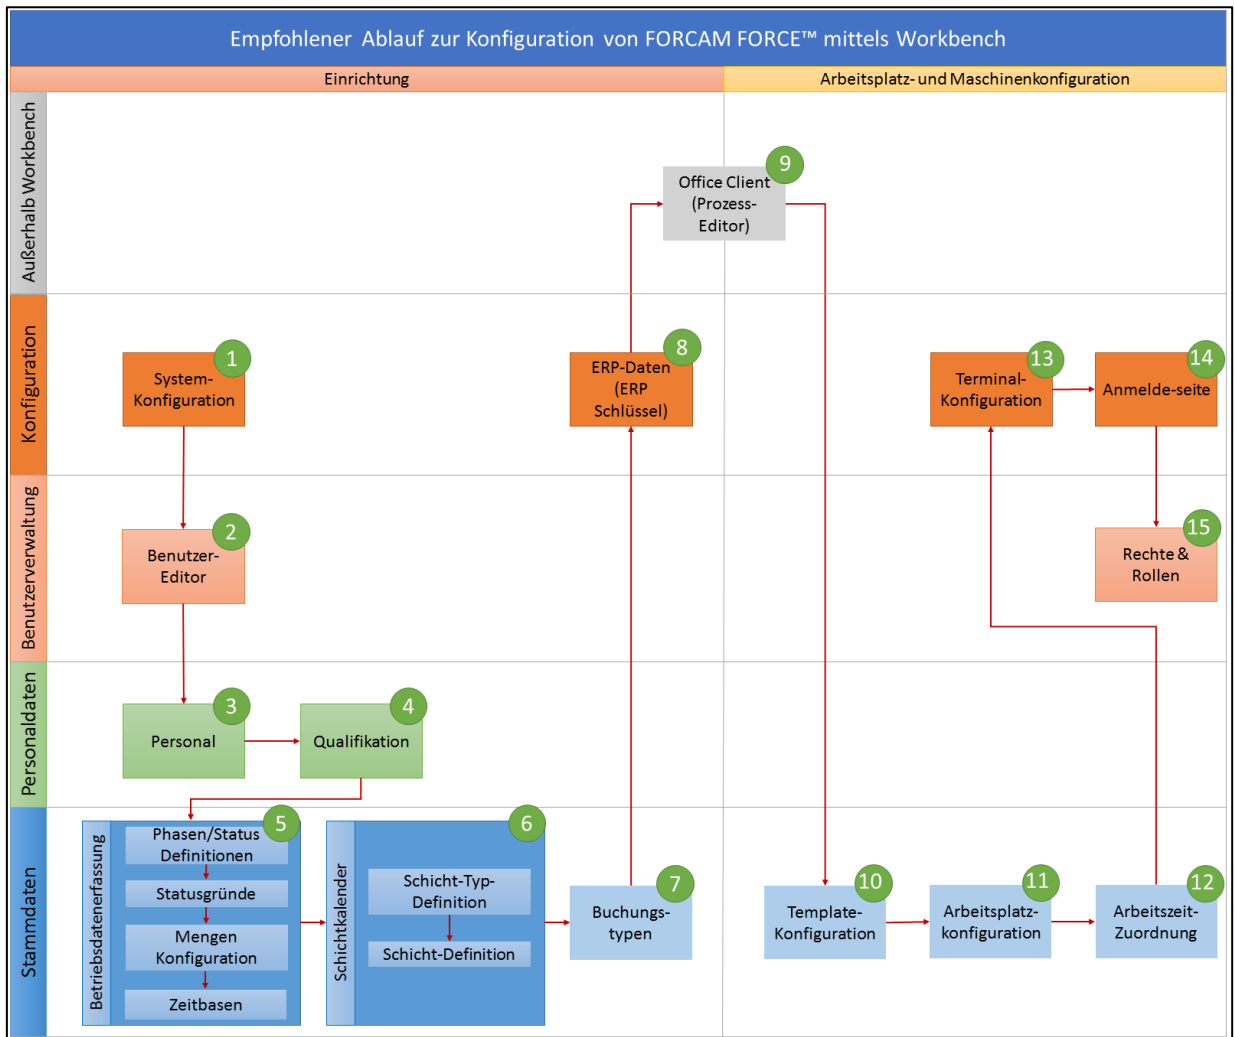 Empfohlener Ablauf zur Konfiguration von FORCAM FORCE™ mittels Workbench
Einrichtung
Arbeitsplatz- und Maschinenkonfiguration
Außerhalb Workbench
9
Office Client
(Prozess-
Editor)
Konfiguration
1
System-
Konfiguration
8
ERP-Daten
(ERP
Schlüssel)
13
Terminal-
Konfiguration
14
Anmelde-seite
Benutzerverwaltung
2
Benutzer-
Editor
15
Rechte &
Rollen
Personaldaten
3
Personal
4
Qualifikation
Stammdaten
Betriebsdatenerfassung
5
Phasen/Status
Definitionen
Statusgründe
Mengen
Konfiguration
Zeitbasen
Schichtkalender
6
Schicht-Typ-
Definition
Schicht-Definition
7
Buchungs-
typen
10
Template-
Konfiguration
11
Arbeitsplatz-
konfiguration
12
Arbeitszeit-
Zuordnung